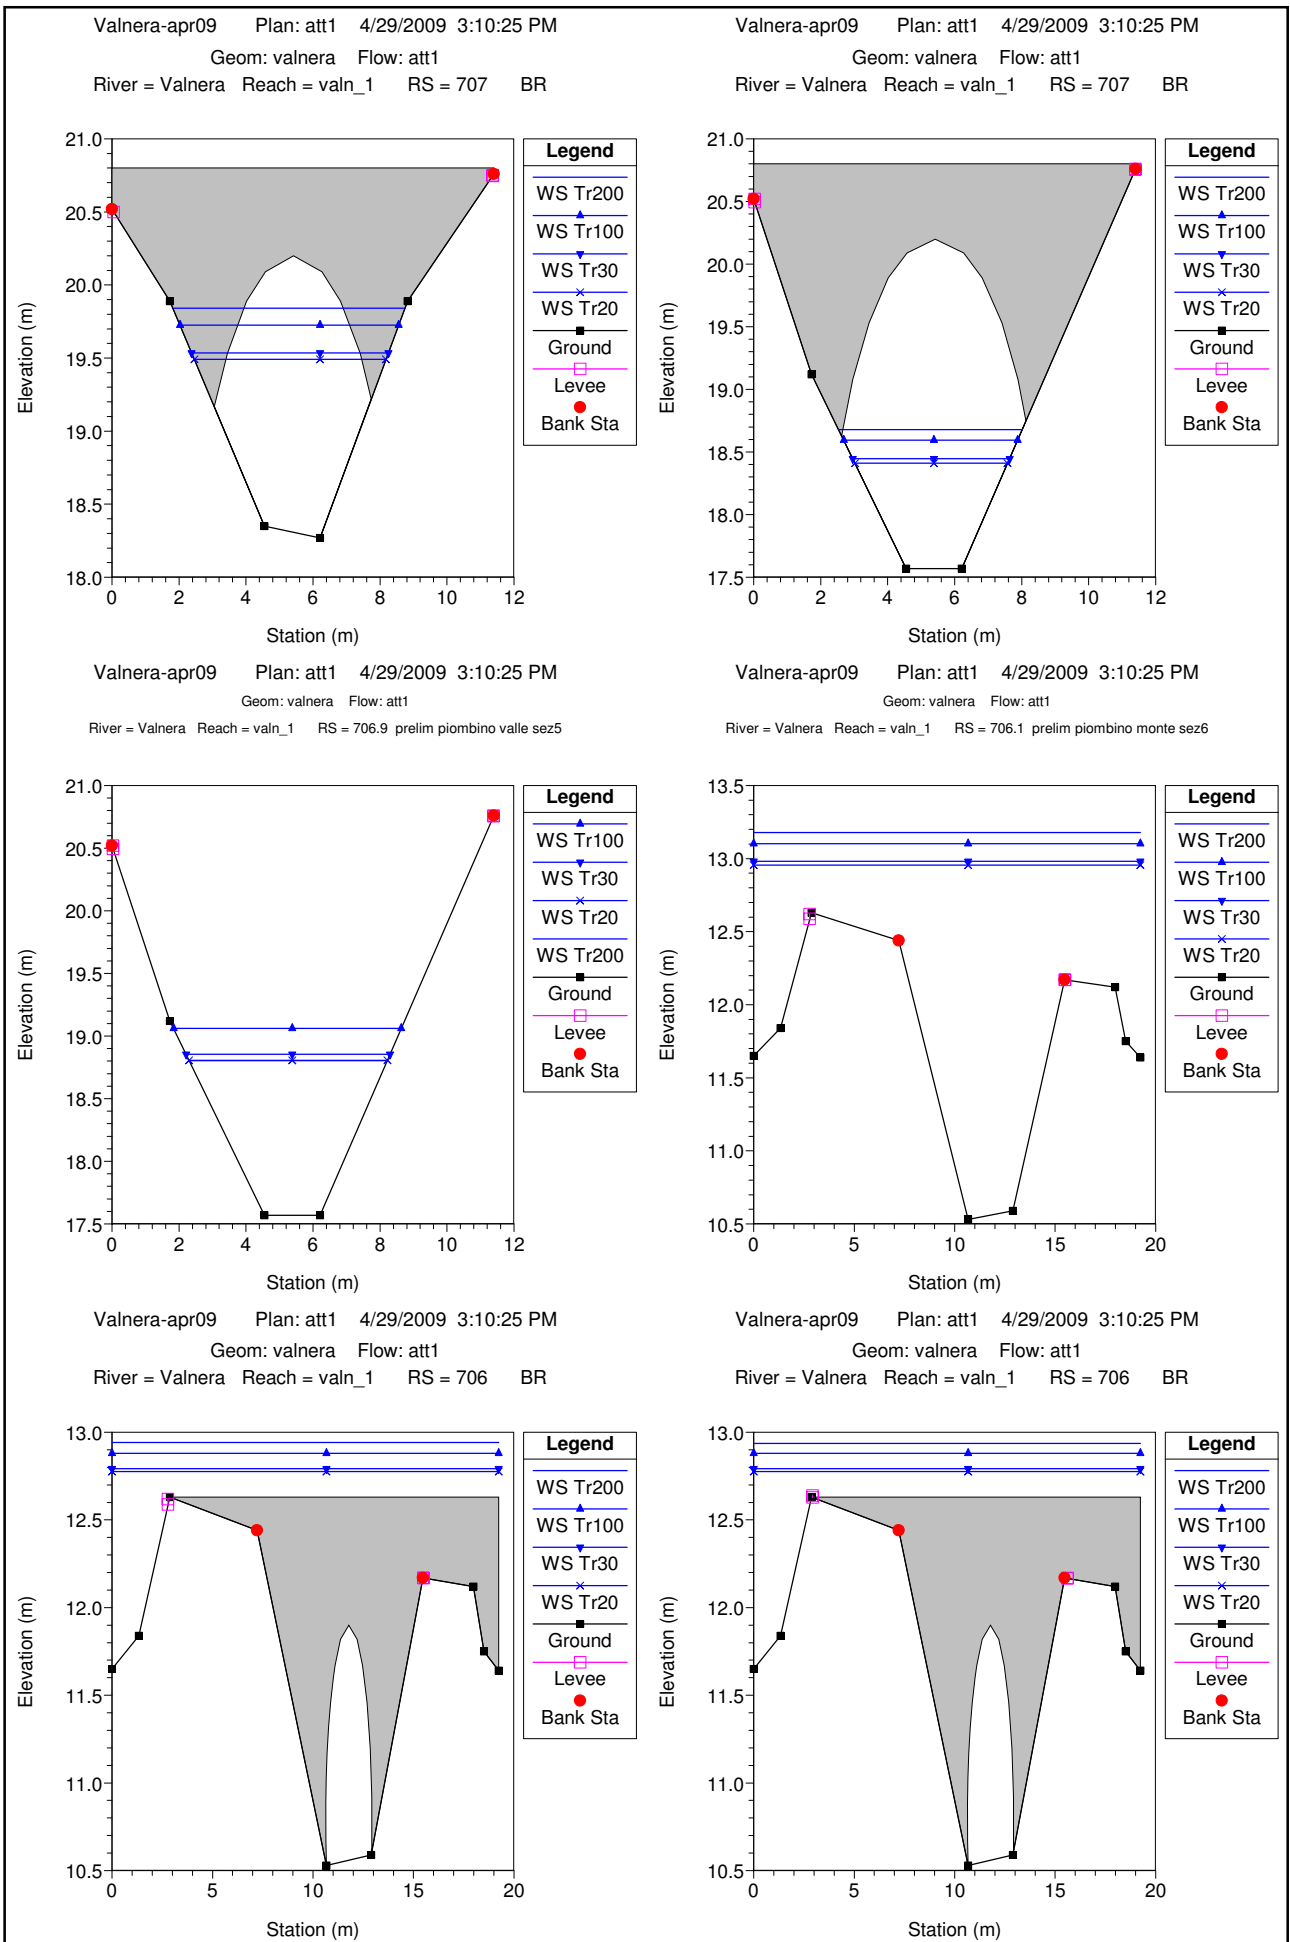 Valnera-apr09 Plan: att1 4/29/2009 3:10:25 PM
Geom: valnera Flow: att1
River = Valnera Reach = valn_1 RS = 707 BR
21.0
20.5
20.0
19.5
19.0
18.5
18.0
0 2 4 6 8 10 12
Station (m)
Elevation (m)
Legend
WS Tr200
WS Tr100
WS Tr30
WS Tr20
Ground
Levee
Bank Sta
Valnera-apr09 Plan: att1 4/29/2009 3:10:25 PM
Geom: valnera Flow: att1
River = Valnera Reach = valn_1 RS = 707 BR
21.0
20.5
20.0
19.5
19.0
18.5
18.0
17.5
0 2 4 6 8 10 12
Station (m)
Elevation (m)
Legend
WS Tr200
WS Tr100
WS Tr30
WS Tr20
Ground
Levee
Bank Sta
Valnera-apr09 Plan: att1 4/29/2009 3:10:25 PM
Geom: valnera Flow: att1
River = Valnera Reach = valn_1 RS = 706.9 prelim piombino valle sez5
21.0
20.5
20.0
19.5
19.0
18.5
18.0
17.5
0 2 4 6 8 10 12
Station (m)
Elevation (m)
Legend
WS Tr100
WS Tr30
WS Tr20
WS Tr200
Ground
Levee
Bank Sta
Valnera-apr09 Plan: att1 4/29/2009 3:10:25 PM
Geom: valnera Flow: att1
River = Valnera Reach = valn_1 RS = 706.1 prelim piombino monte sez6
13.5
13.0
12.5
12.0
11.5
11.0
10.5
0 5 10 15 20
Station (m)
Elevation (m)
Legend
WS Tr200
WS Tr100
WS Tr30
WS Tr20
Ground
Levee
Bank Sta
Valnera-apr09 Plan: att1 4/29/2009 3:10:25 PM
Geom: valnera Flow: att1
River = Valnera Reach = valn_1 RS = 706 BR
13.0
12.5
12.0
11.5
11.0
10.5
0 5 10 15 20
Station (m)
Elevation (m)
Legend
WS Tr200
WS Tr100
WS Tr30
WS Tr20
Ground
Levee
Bank Sta
Valnera-apr09 Plan: att1 4/29/2009 3:10:25 PM
Geom: valnera Flow: att1
River = Valnera Reach = valn_1 RS = 706 BR
13.0
12.5
12.0
11.5
11.0
10.5
0 5 10 15 20
Station (m)
Elevation (m)
Legend
WS Tr200
WS Tr100
WS Tr30
WS Tr20
Ground
Levee
Bank Sta